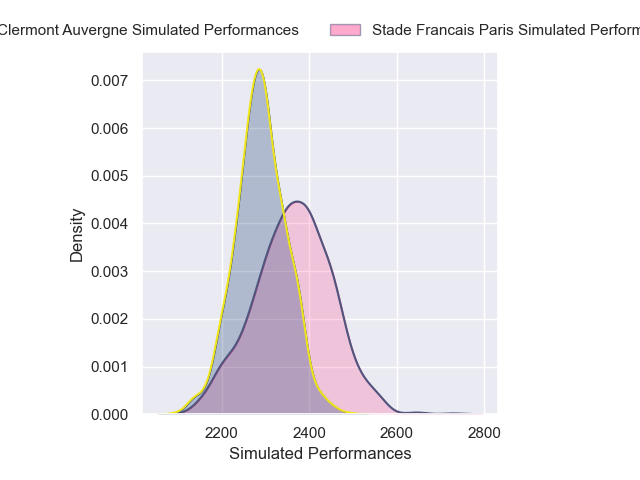 Clermont Auvergne Simulated Performances
Stade Francais Paris Simulated
0.007
0.006
0.005
0.004
0.003
0.002
0.001
0.000
Density
2200 2400 2600 2800
Simulated Performances